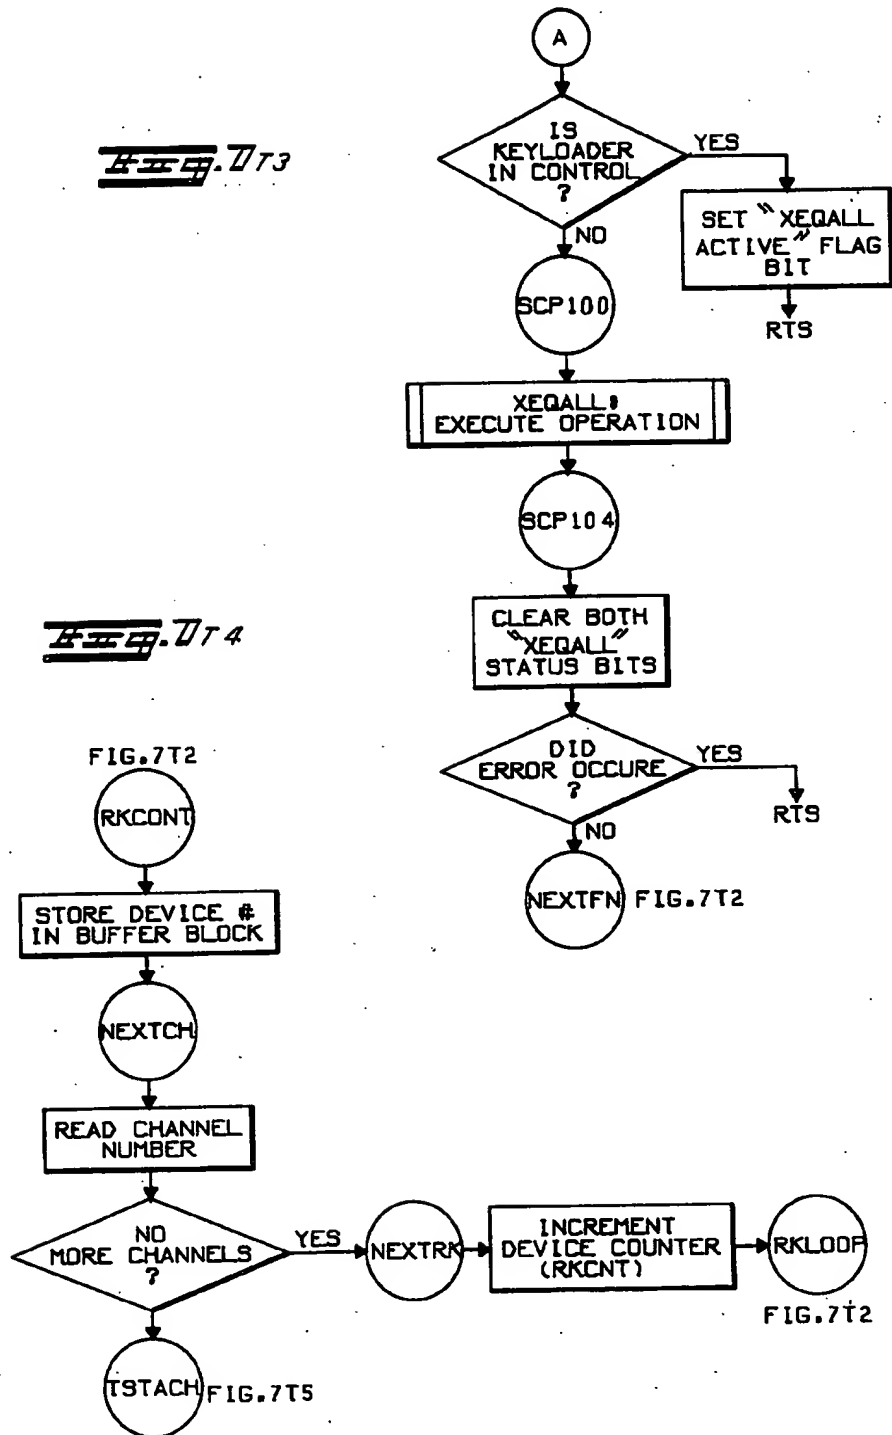 A
Fig. 7T3
IS
KEYLOADER
IN CONTROL
?
YES
SET "XEQALL
ACTIVE" FLAG
BIT
RTS
NO
SCP100
XEQALL:
EXECUTE OPERATION
SCP104
CLEAR BOTH
"XEQALL"
STATUS BITS
DID
ERROR OCCURE
?
YES
RTS
NO
NEXTFN FIG.7T2
Fig. 7T4
FIG.7T2
RKCONT
STORE DEVICE #
IN BUFFER BLOCK
NEXTCH
READ CHANNEL
NUMBER
NO
MORE CHANNELS
?
YES
NEXTRK
INCREMENT
DEVICE COUNTER
(RKCNT)
RKLOOP
FIG.7T2
TSTACH FIG.7T5